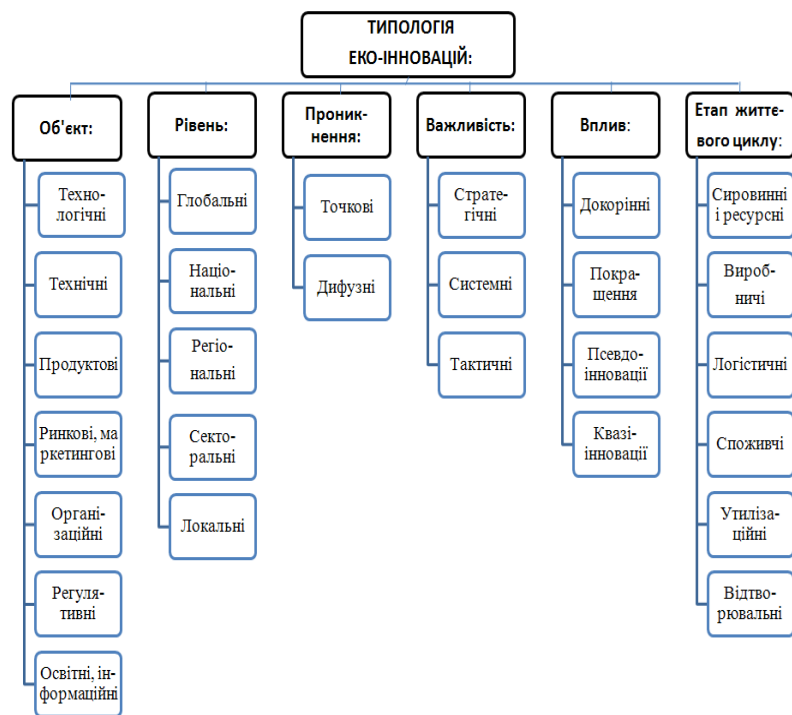 ТИПОЛОГІЯ
ЕКО-ІННОВАЦІЙ:
Об'єкт:
Техно-
логічні
Технічні
Продуктові
Ринкові, ма
ркетингові
Органі-
заційні
Регуля-
тивні
Освітні, ін-
формаційні
Рівень:
Глобальні
Націо-
нальні
Регіо-
нальні
Секто-
ральні
Локальні
Проник-
нення:
Точкові
Дифузні
Важливість:
Страте-
гічні
Системні
Тактичні
Вплив:
Докорінні
Покра-
щення
Псевдо-
інновації
Квазі-
інновації
Етап життє-
вого циклу:
Сировинні
і ресурсні
Вироб-
ничі
Логістичні
Споживчі
Утиліза-
ційні
Відтво-
рювальні